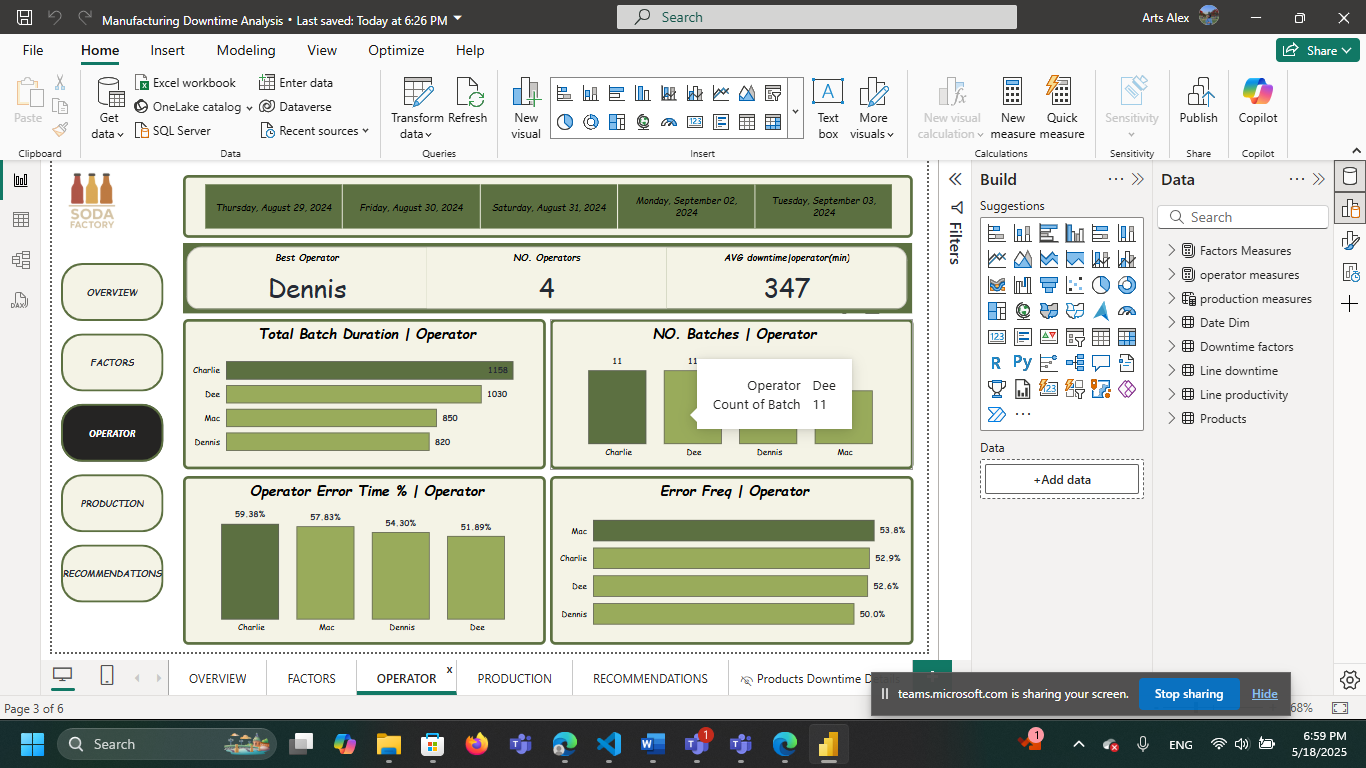 Manufacturing Downtime Analysis • Last saved: Today at 6:26 PM
Search
Arts Alex
File
Home
Insert
Modeling
View
Optimize
Help
Share
Paste
Get data
Excel workbook
OneLake catalog
SQL Server
Enter data
Dataverse
Recent sources
Transform data
Refresh
New visual
Text box
More visuals
New visual calculation
New measure
Quick measure
Sensitivity
Publish
Copilot
Clipboard
Data
Queries
Insert
Calculations
Sensitivity
Share
Copilot
SODA
FACTORY
Thursday, August 29, 2024
Friday, August 30, 2024
Saturday, August 31, 2024
Monday, September 02, 2024
Tuesday, September 03, 2024
Best Operator
Dennis
NO. Operators
4
AVG downtime|operator(min)
347
OVERVIEW
FACTORS
OPERATOR
PRODUCTION
RECOMMENDATIONS
Total Batch Duration | Operator
Charlie 1158
Dee 1030
Mac 850
Dennis 820
NO. Batches | Operator
11
11
Operator Dee
Count of Batch 11
Charlie
Dee
Dennis
Mac
Operator Error Time % | Operator
59.38%
57.83%
54.30%
51.89%
Charlie
Mac
Dennis
Dee
Error Freq | Operator
Mac 53.8%
Charlie 52.9%
Dee 52.6%
Dennis 50.0%
Filters
Build
Suggestions
R
Py
123
Data
+Add data
Data
Search
Factors Measures
operator measures
production measures
Date Dim
Downtime factors
Line downtime
Line productivity
Products
DAX
OVERVIEW
FACTORS
OPERATOR
x
PRODUCTION
RECOMMENDATIONS
Products Downtime Details
teams.microsoft.com is sharing your screen.
Stop sharing
Hide
Page 3 of 6
68%
Search
1
1
ENG
6:59 PM
5/18/2025